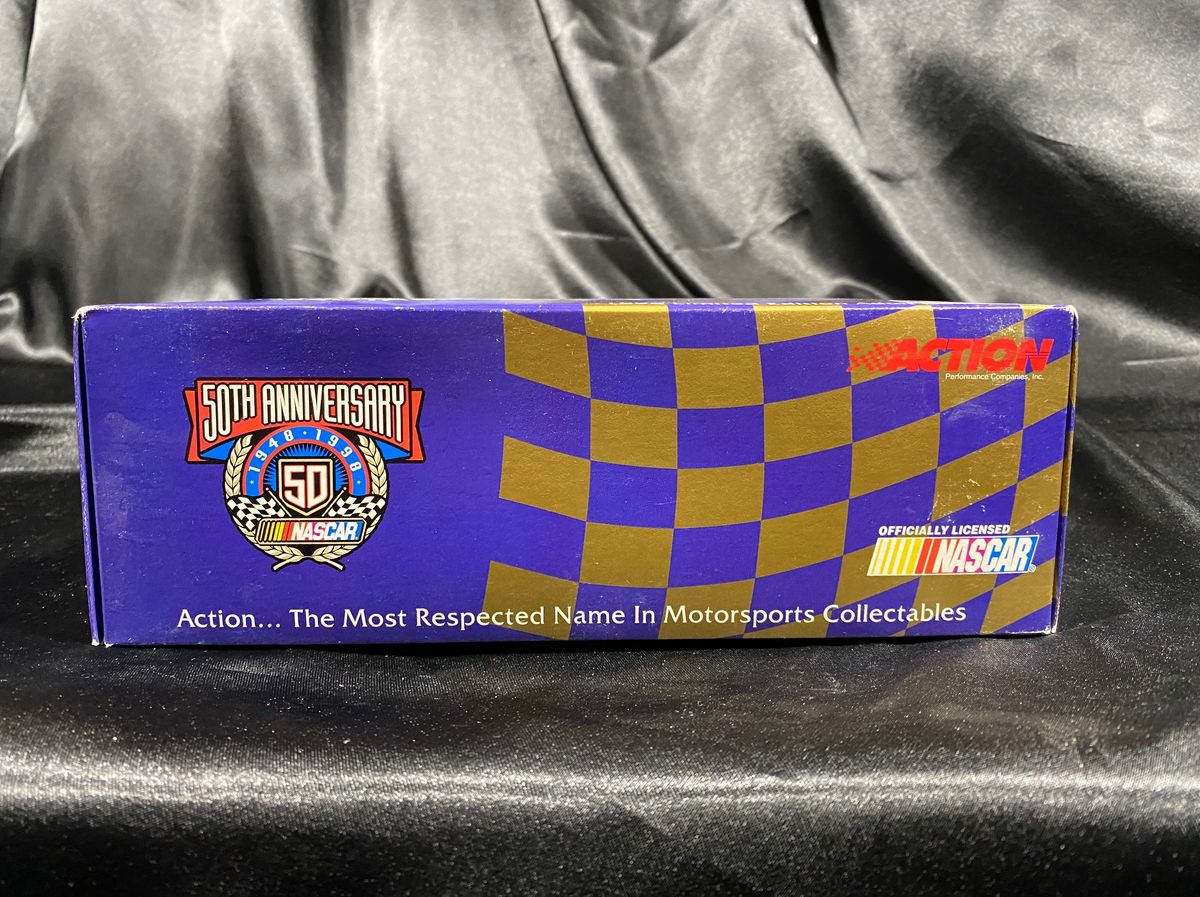 50TH ANNIVERSARY
1948 · 1998
50
NASCAR
ACTION
Performance Companies, Inc.
OFFICIALLY LICENSED
NASCAR
Action... The Most Respected Name In Motorsports Collectables